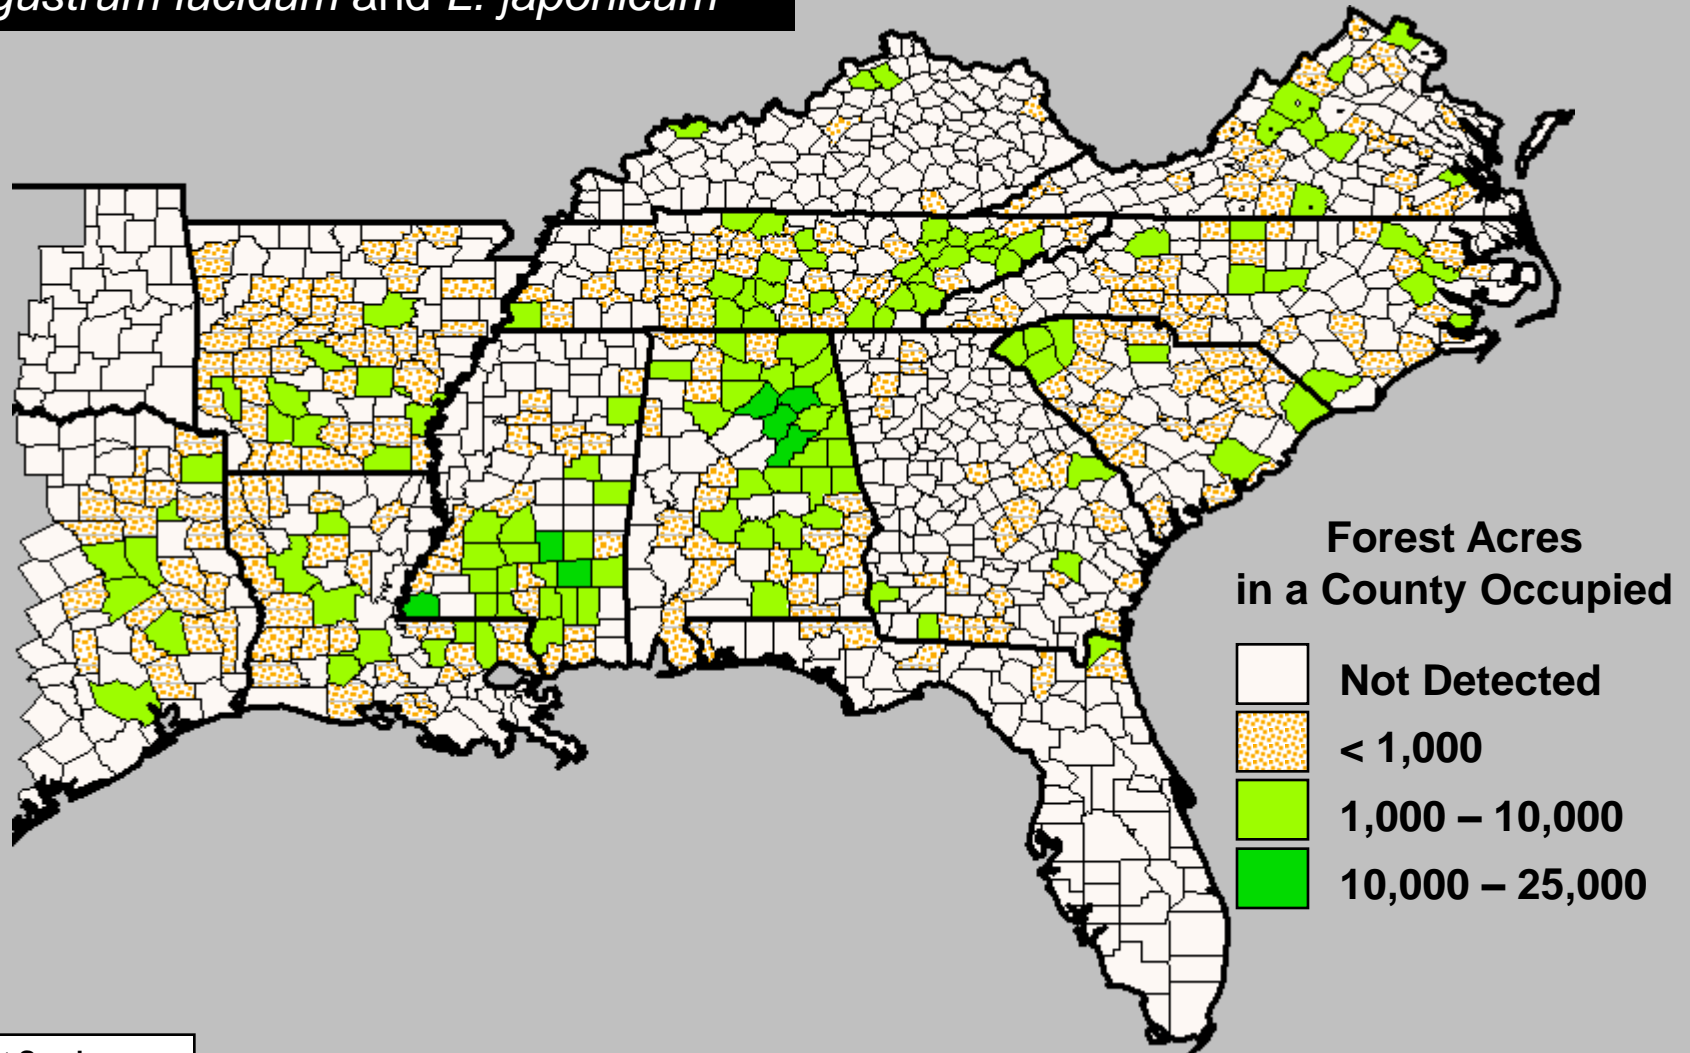 lucidum and L. japonicum
Forest Acres
in a County Occupied
Not Detected
< 1,000
1,000 – 10,000
10,000 – 25,000